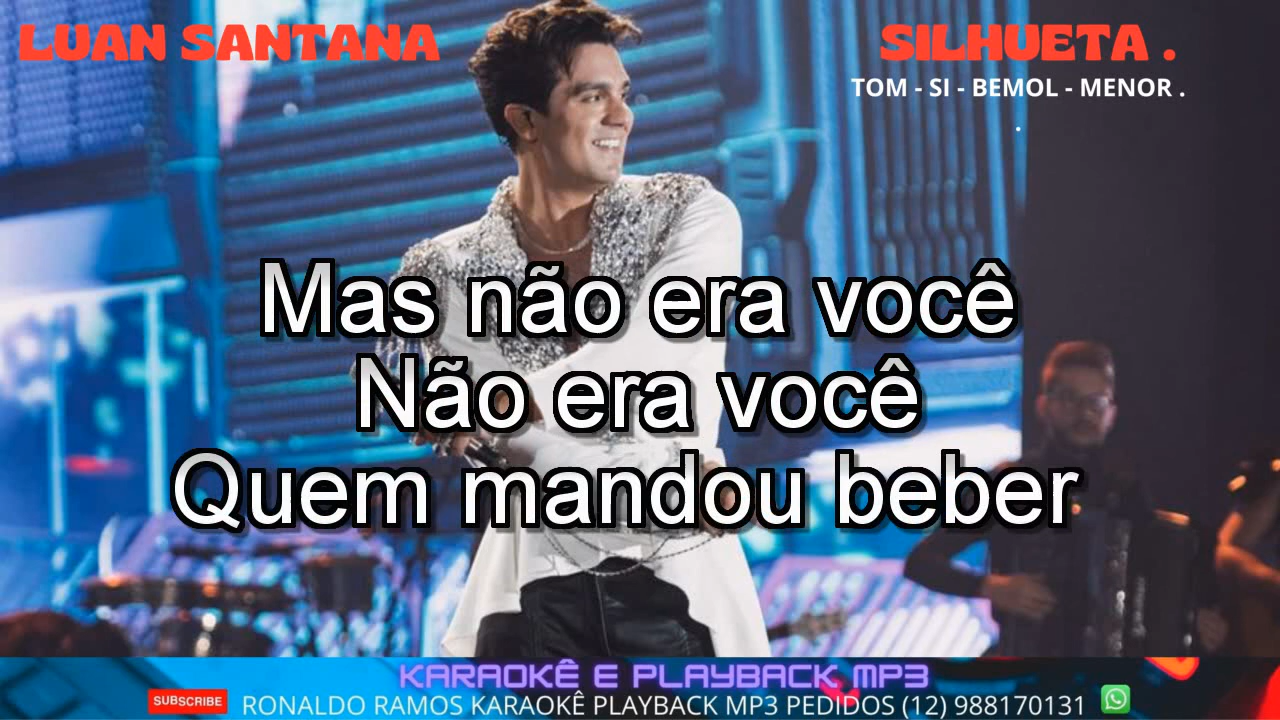 LUAN SANTANA
SILHUETA .
TOM - SI - BEMOL - MENOR .
.
Mas não era você
Não era você
Quem mandou beber
KARAOKÊ E PLAYBACK MP3
SUBSCRIBE
RONALDO RAMOS KARAOKÊ PLAYBACK MP3 PEDIDOS (12) 988170131